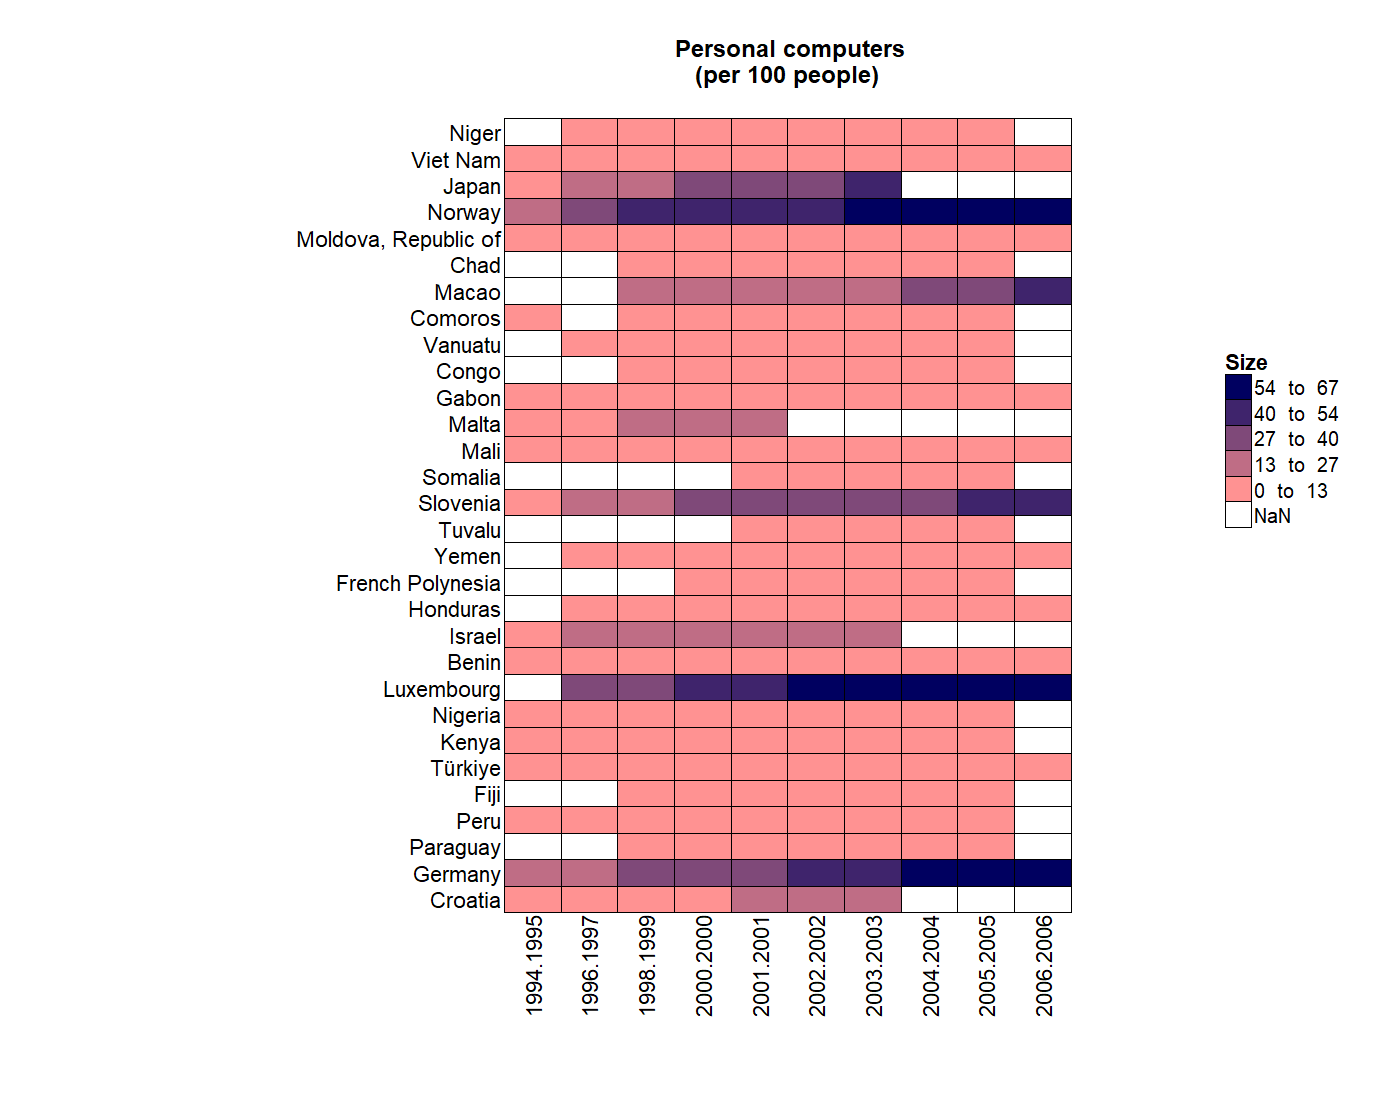 Personal computers
(per 100 people)
Niger
Viet Nam
Japan
Norway
Moldova, Republic of
Chad
Macao
Comoros
Vanuatu
Congo
Gabon
Malta
Mali
Somalia
Slovenia
Tuvalu
Yemen
French Polynesia
Honduras
Israel
Benin
Luxembourg
Nigeria
Kenya
Türkiye
Fiji
Peru
Paraguay
Germany
Croatia
1994.1995
1996.1997
1998.1999
2000.2000
2001.2001
2002.2002
2003.2003
2004.2004
2005.2005
2006.2006
Size
54 to 67
40 to 54
27 to 40
13 to 27
0 to 13
NaN